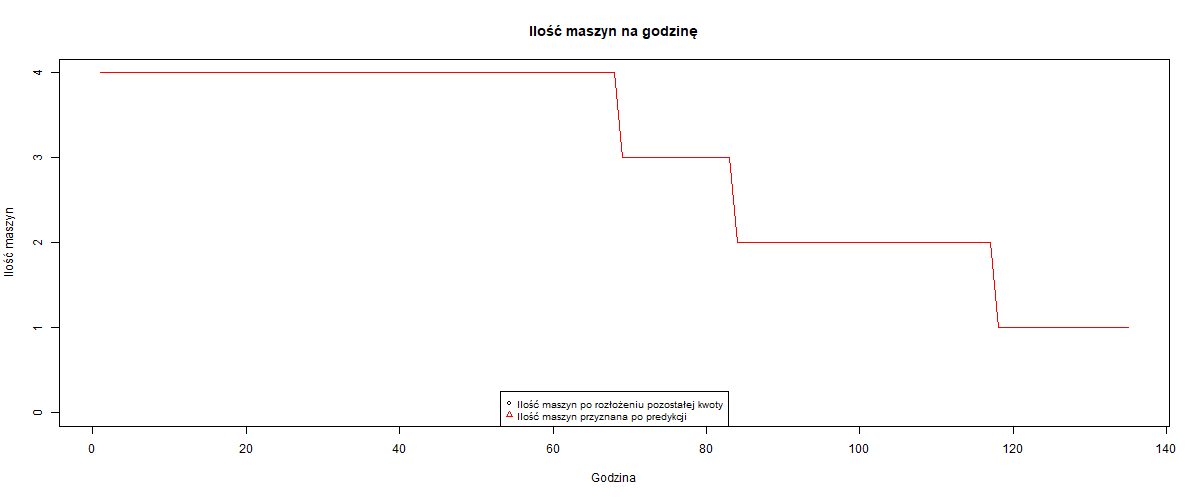 Ilość maszyn na godzinę
Ilość maszyn
4
3
2
1
0
Ilość maszyn po rozłożeniu pozostałej kwoty
Ilość maszyn przyznana po predykcji
0 20 40 60 80 100 120 140
Godzina